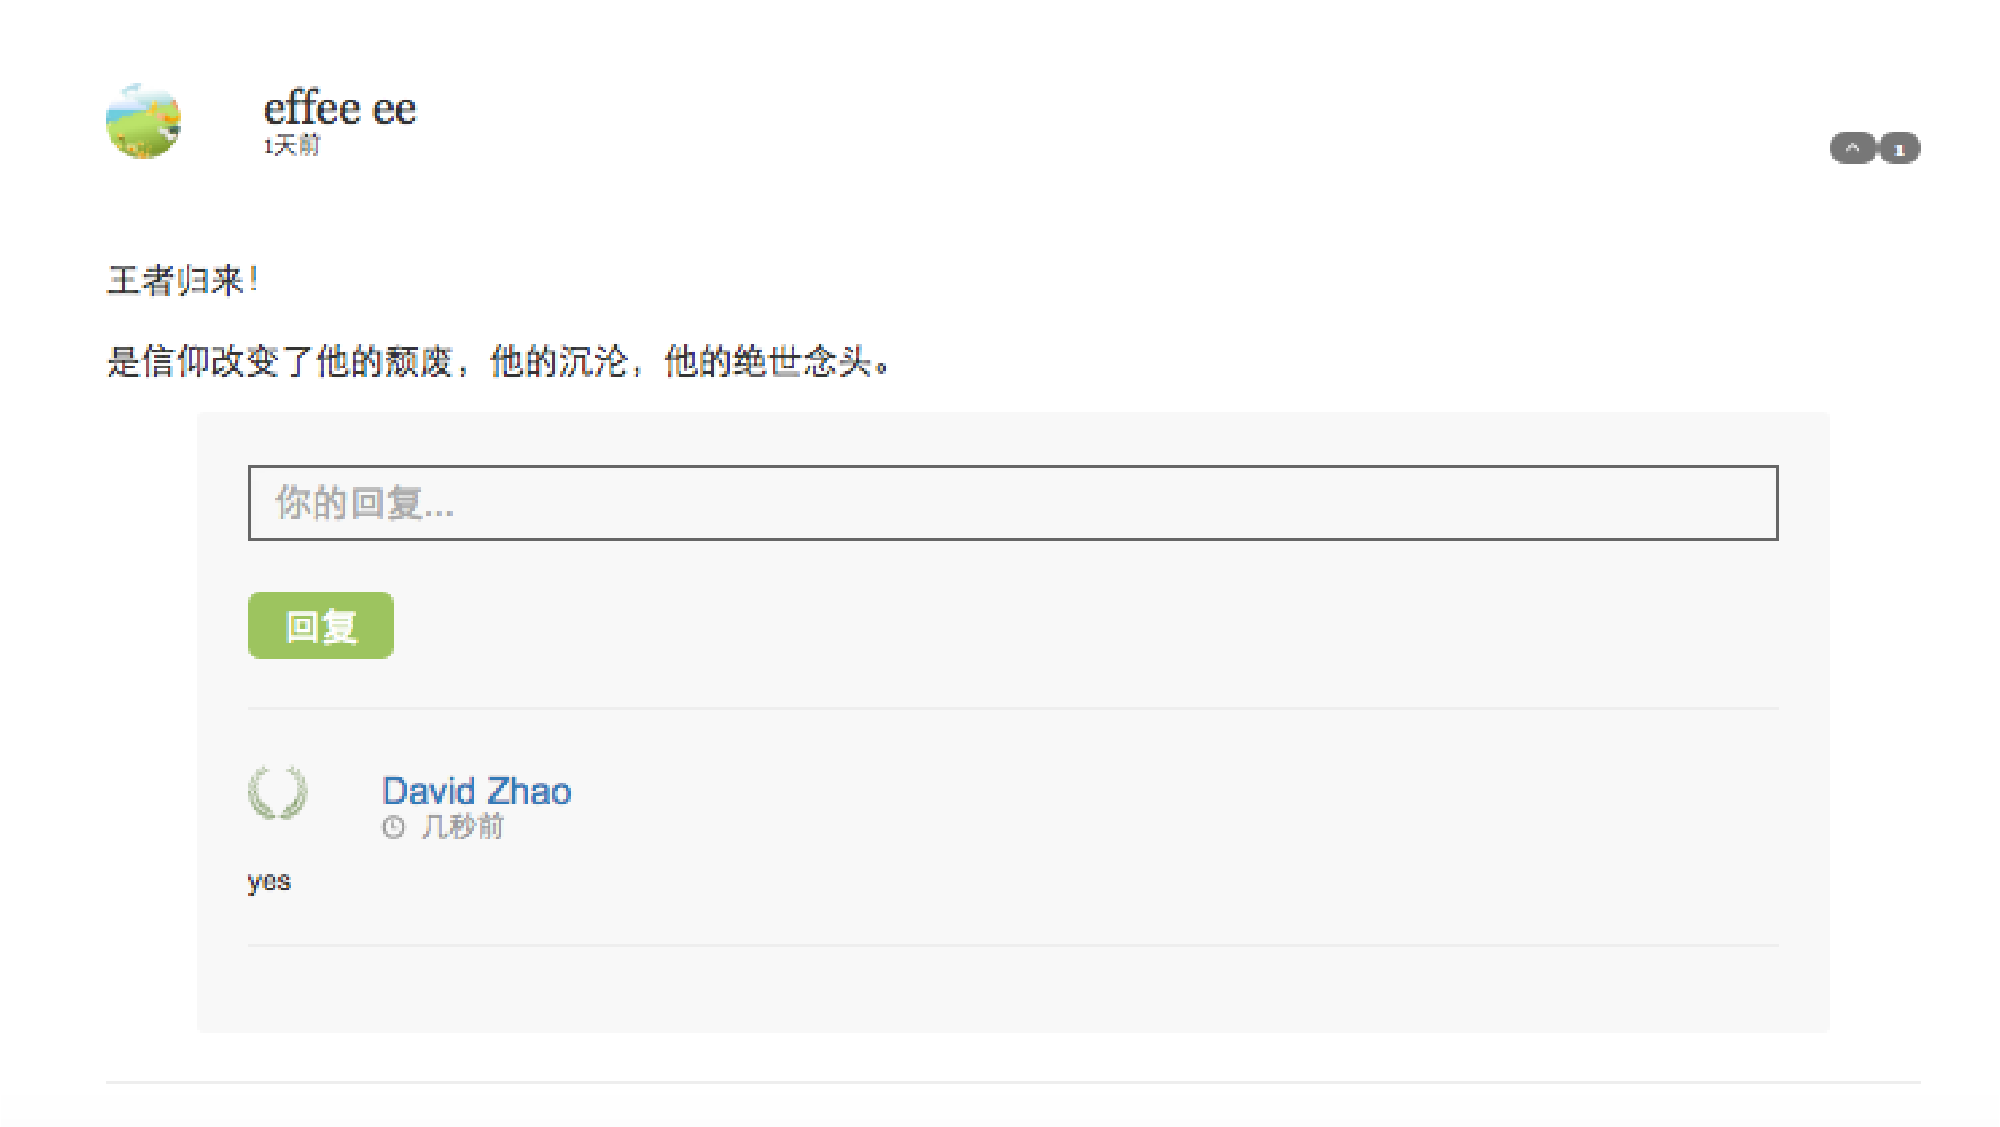 effee ee
1天前
^ 1
王者归来！
是信仰改变了他的颓废，他的沉沦，他的绝世念头。
你的回复...
回复
David Zhao
几秒前
yes